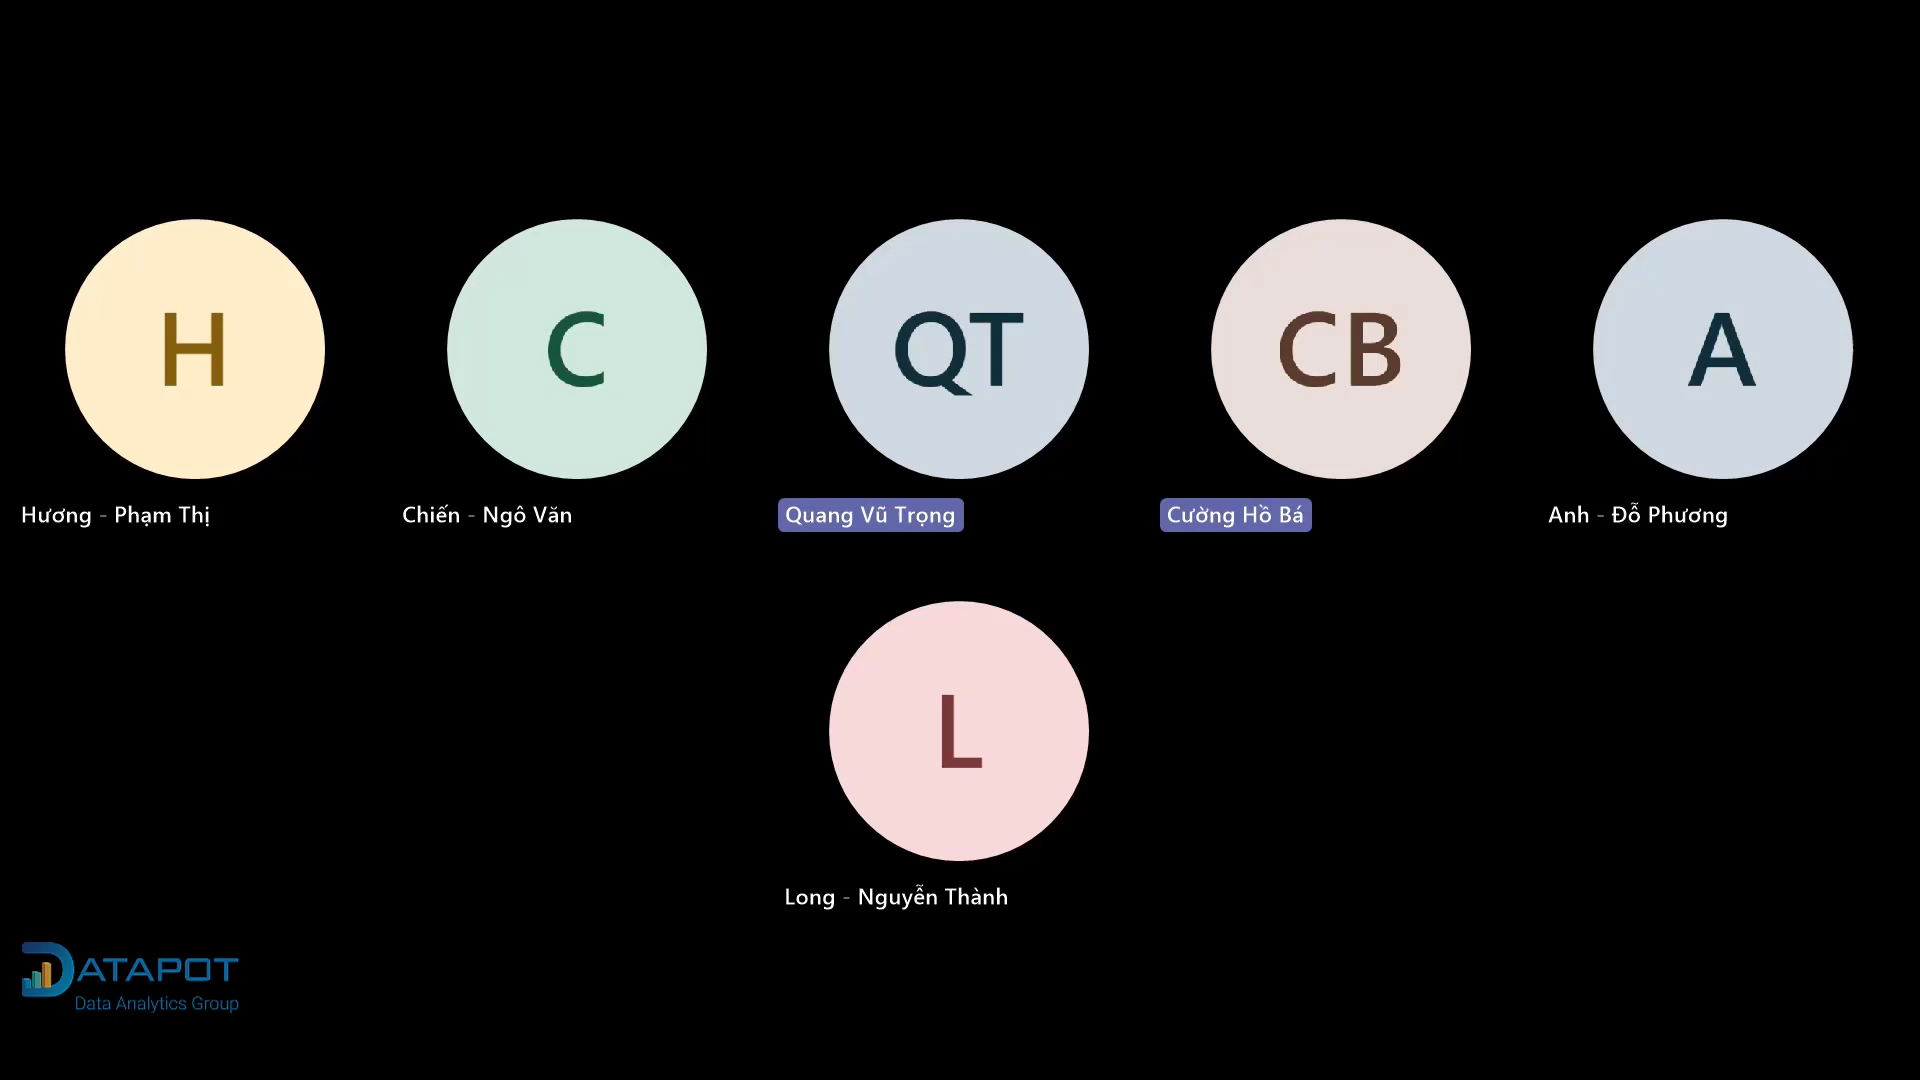 H
C
QT
CB
A
Hương - Phạm Thị
Chiến - Ngô Văn
Quang Vũ Trọng
Cường Hồ Bá
Anh - Đỗ Phương
L
Long - Nguyễn Thành
DATAPOT
Data Analytics Group